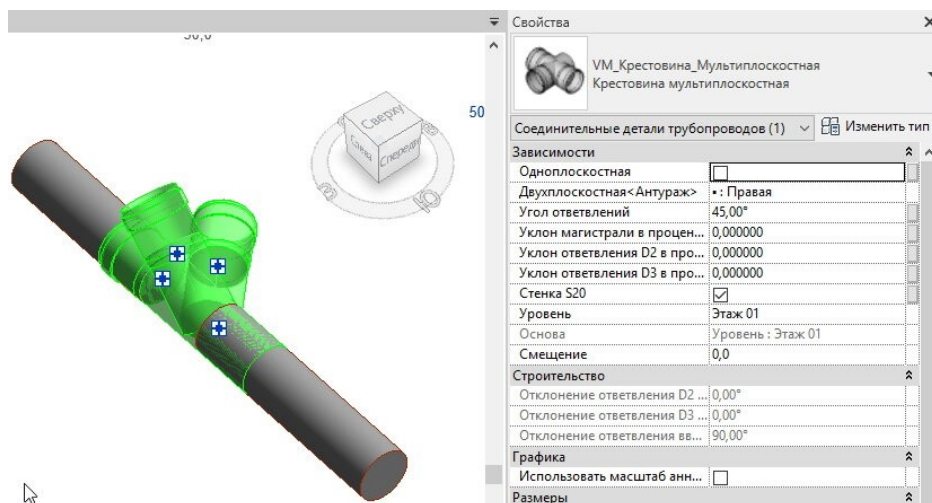 50
Сверху
Слева
Спереди
З
Ю
Свойства
VM_Крестовина_Мультиплоскостная
Крестовина мультиплоскостная
Соединительные детали трубопроводов (1)
Изменить тип
Зависимости
Одноплоскостная
Двухплоскостная<Антураж> ▪ : Правая
Угол ответвлений 45,00°
Уклон магистрали в процен... 0,000000
Уклон ответвления D2 в про... 0,000000
Уклон ответвления D3 в про... 0,000000
Стенка S20
Уровень Этаж 01
Основа Уровень : Этаж 01
Смещение 0,0
Строительство
Отклонение ответвления D2 ... 0,00°
Отклонение ответвления D3 ... 0,00°
Отклонение ответвления вв... 90,00°
Графика
Использовать масштаб анн...
Размеры